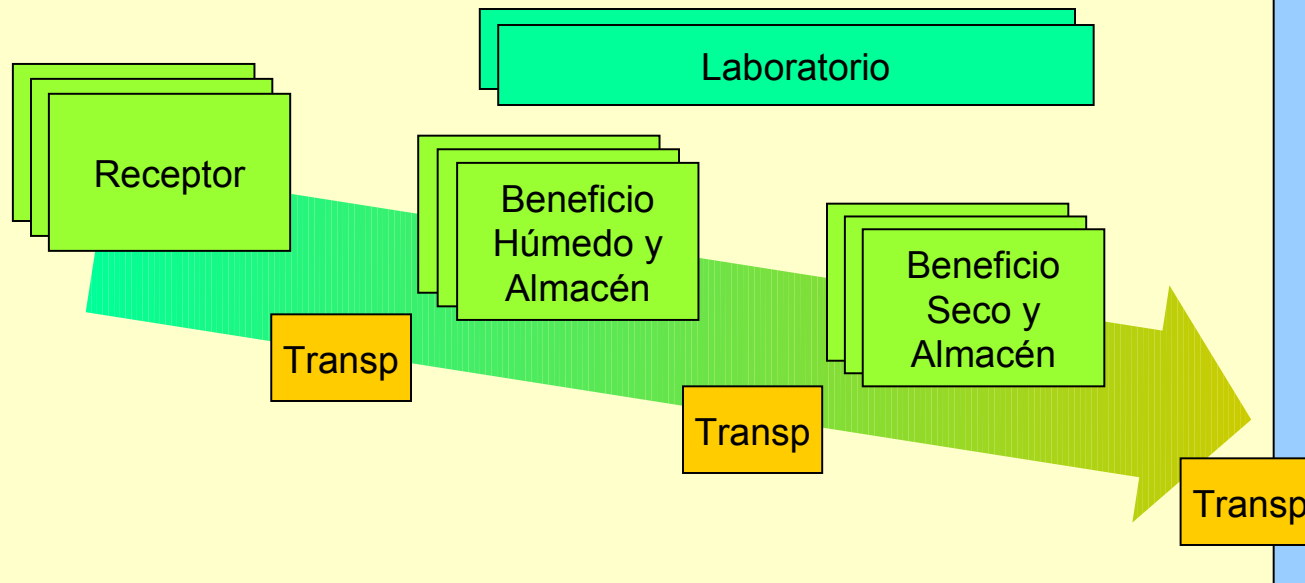 Laboratorio
Receptor
Beneficio
Húmedo y
Almacén
Beneficio
Seco y
Almacén
Transp
Transp
Transp